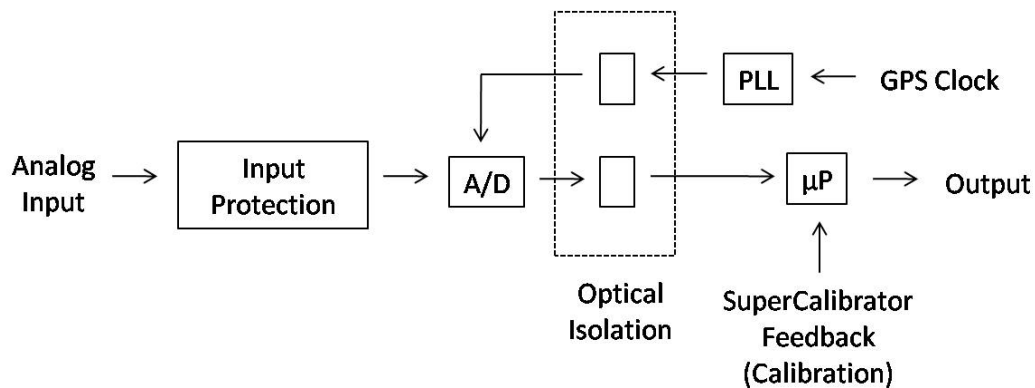 PLL
GPS Clock
Analog
Input
Input
Protection
A/D
µP
Output
Optical
Isolation
SuperCalibrator
Feedback
(Calibration)